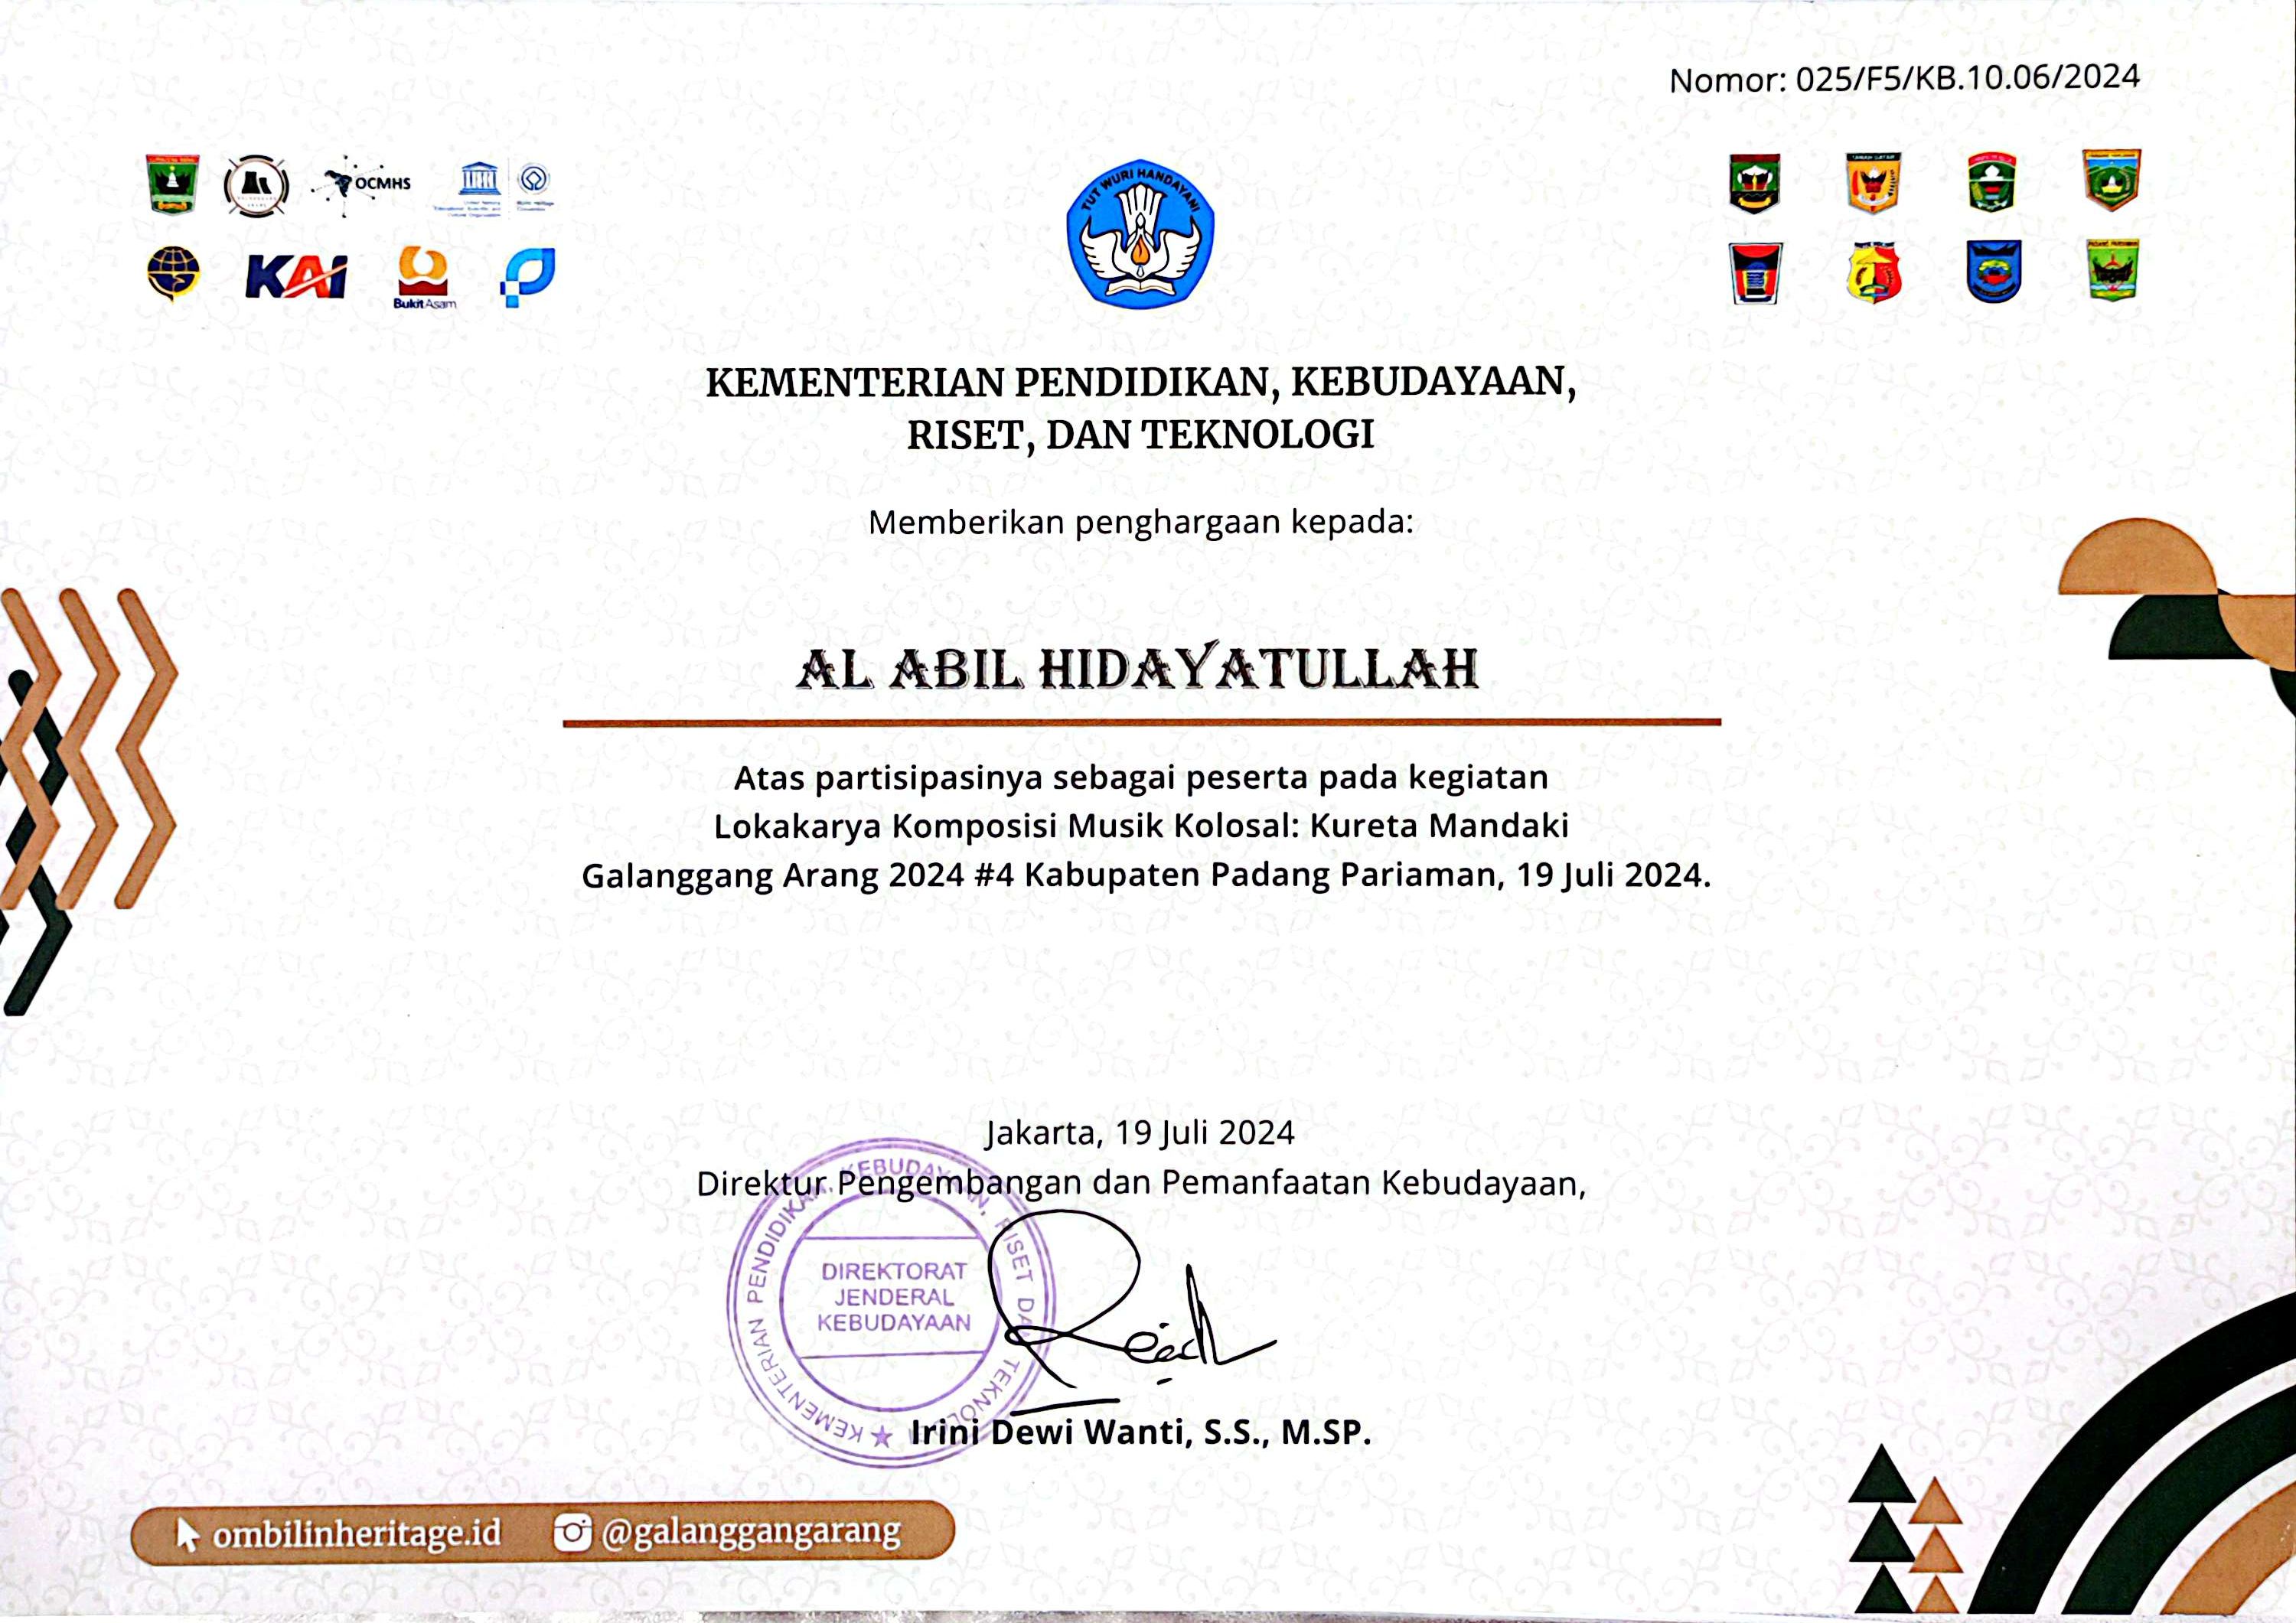 Nomor: 025/F5/KB.10.06/2024
OCMHS
KAI
BukitAsam
TUT WURI HANDAYANI
KEMENTERIAN PENDIDIKAN, KEBUDAYAAN,
RISET, DAN TEKNOLOGI
Memberikan penghargaan kepada:
AL ABIL HIDAYATULLAH
Atas partisipasinya sebagai peserta pada kegiatan
Lokakarya Komposisi Musik Kolosal: Kureta Mandaki
Galanggang Arang 2024 #4 Kabupaten Padang Pariaman, 19 Juli 2024.
Jakarta, 19 Juli 2024
Direktur Pengembangan dan Pemanfaatan Kebudayaan,
KEMENTERIAN PENDIDIKAN, KEBUDAYAAN, RISET DAN TEKNOLOGI
DIREKTORAT
JENDERAL
KEBUDAYAAN
Irini Dewi Wanti, S.S., M.SP.
ombilinheritage.id @galanggangarang